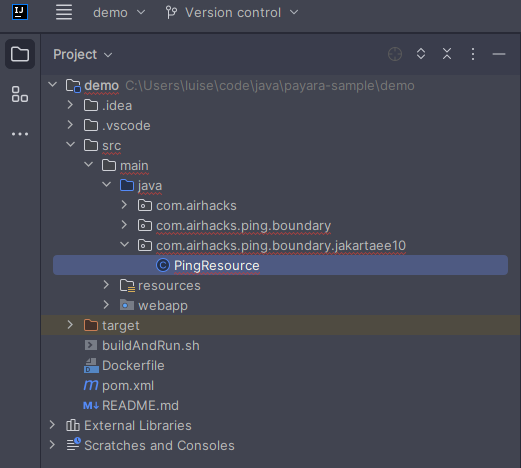 IJ
demo Version control
Project
demo C:\Users\luise\code\java\payara-sample\demo
.idea
.vscode
src
main
java
com.airhacks
com.airhacks.ping.boundary
com.airhacks.ping.boundary.jakartaee10
C PingResource
resources
webapp
target
buildAndRun.sh
Dockerfile
m pom.xml
M↓ README.md
External Libraries
Scratches and Consoles